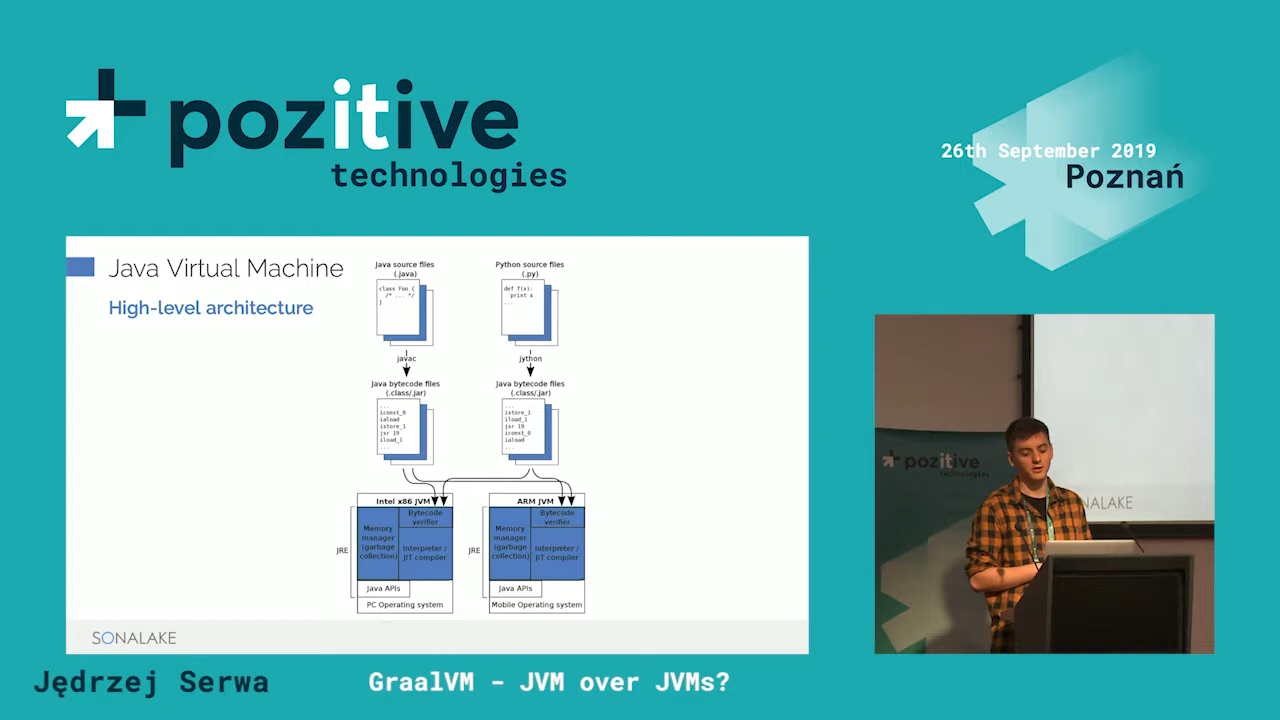 pozitive
technologies
26th September 2019
Poznań
Java Virtual Machine
High-level architecture
Java source files
(.java)
class Foo {
/* ... */
}
Python source files
(.py)
def f(x):
print x
...
javac
jython
Java bytecode files
(.class/.jar)
...
iconst_0
iaload
istore_1
jsr 19
iload_1
...
Java bytecode files
(.class/.jar)
...
istore_1
iload_1
jsr 19
iconst_0
iaload
...
Intel x86 JVM
Bytecode
verifier
Memory
manager
(garbage
collection)
Interpreter /
JIT compiler
JRE
Java APIs
PC Operating system
ARM JVM
Bytecode
verifier
Memory
manager
(garbage
collection)
Interpreter /
JIT compiler
JRE
Java APIs
Mobile Operating system
SONALAKE
pozitive
technologies
NALAKE
Jędrzej Serwa
GraalVM - JVM over JVMs?